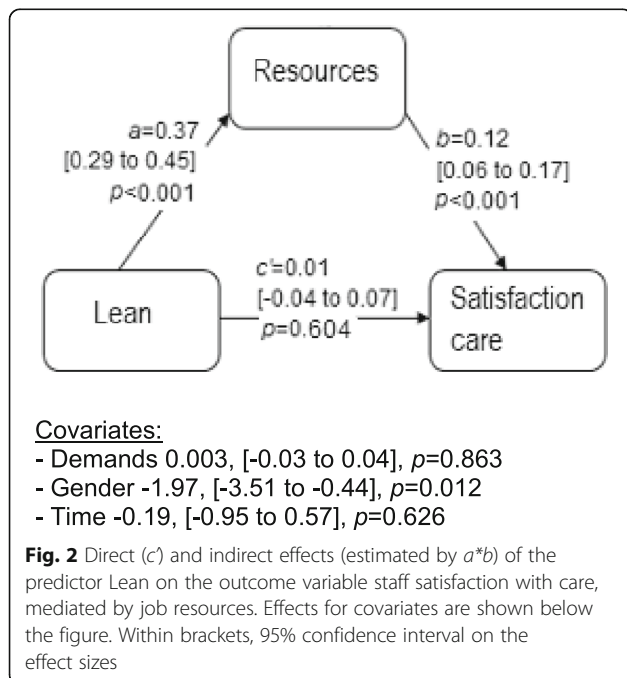 Resources
a=0.37
[0.29 to 0.45]
p<0.001
b=0.12
[0.06 to 0.17]
p<0.001
Lean
c'=0.01
[-0.04 to 0.07]
p=0.604
Satisfaction
care
Covariates:
- Demands 0.003, [-0.03 to 0.04], p=0.863
- Gender -1.97, [-3.51 to -0.44], p=0.012
- Time -0.19, [-0.95 to 0.57], p=0.626
Fig. 2 Direct (c') and indirect effects (estimated by a*b) of the
predictor Lean on the outcome variable staff satisfaction with care,
mediated by job resources. Effects for covariates are shown below
the figure. Within brackets, 95% confidence interval on the
effect sizes